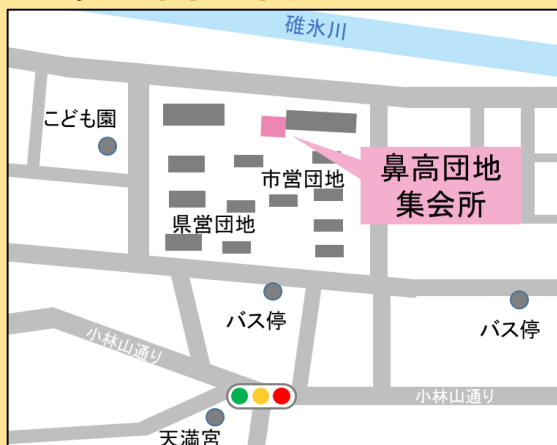 碓氷川
こども園
鼻高団地
集会所
市営団地
県営団地
バス停
バス停
小林山通り
小林山通り
天満宮